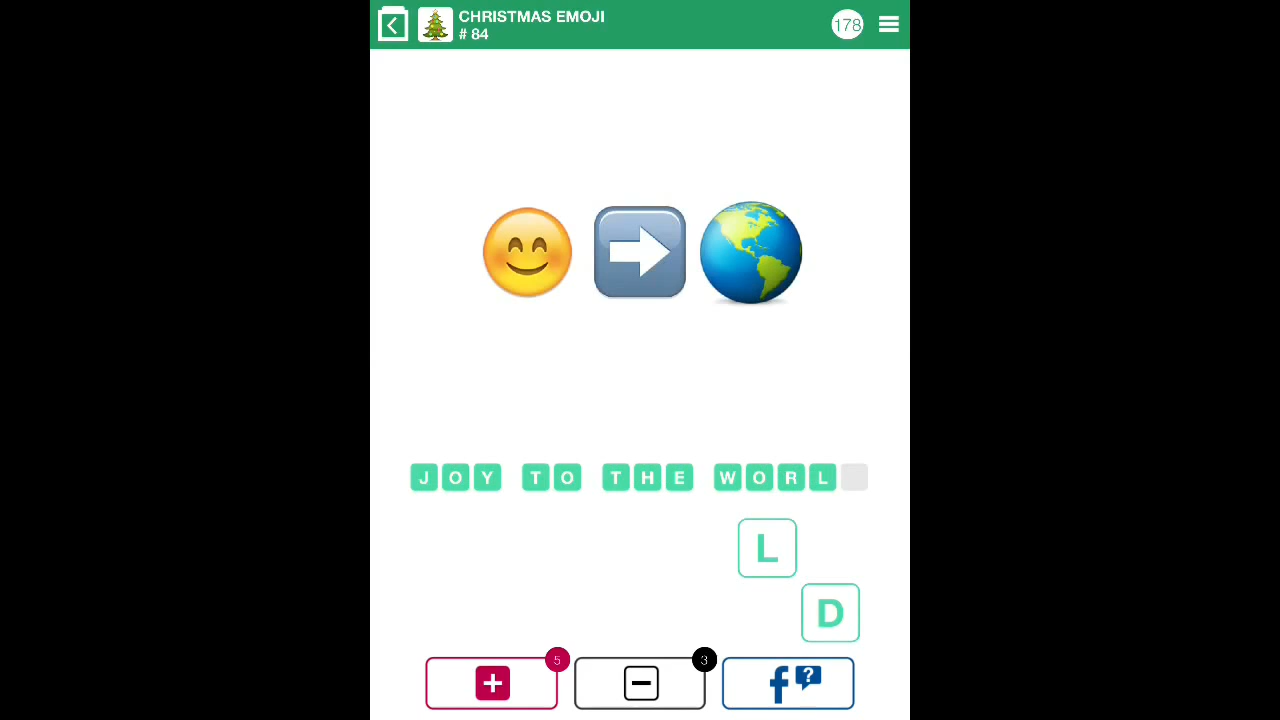 CHRISTMAS EMOJI
# 84
178
JOY TO THE WORL
L
D
5
3
+
−
f ?